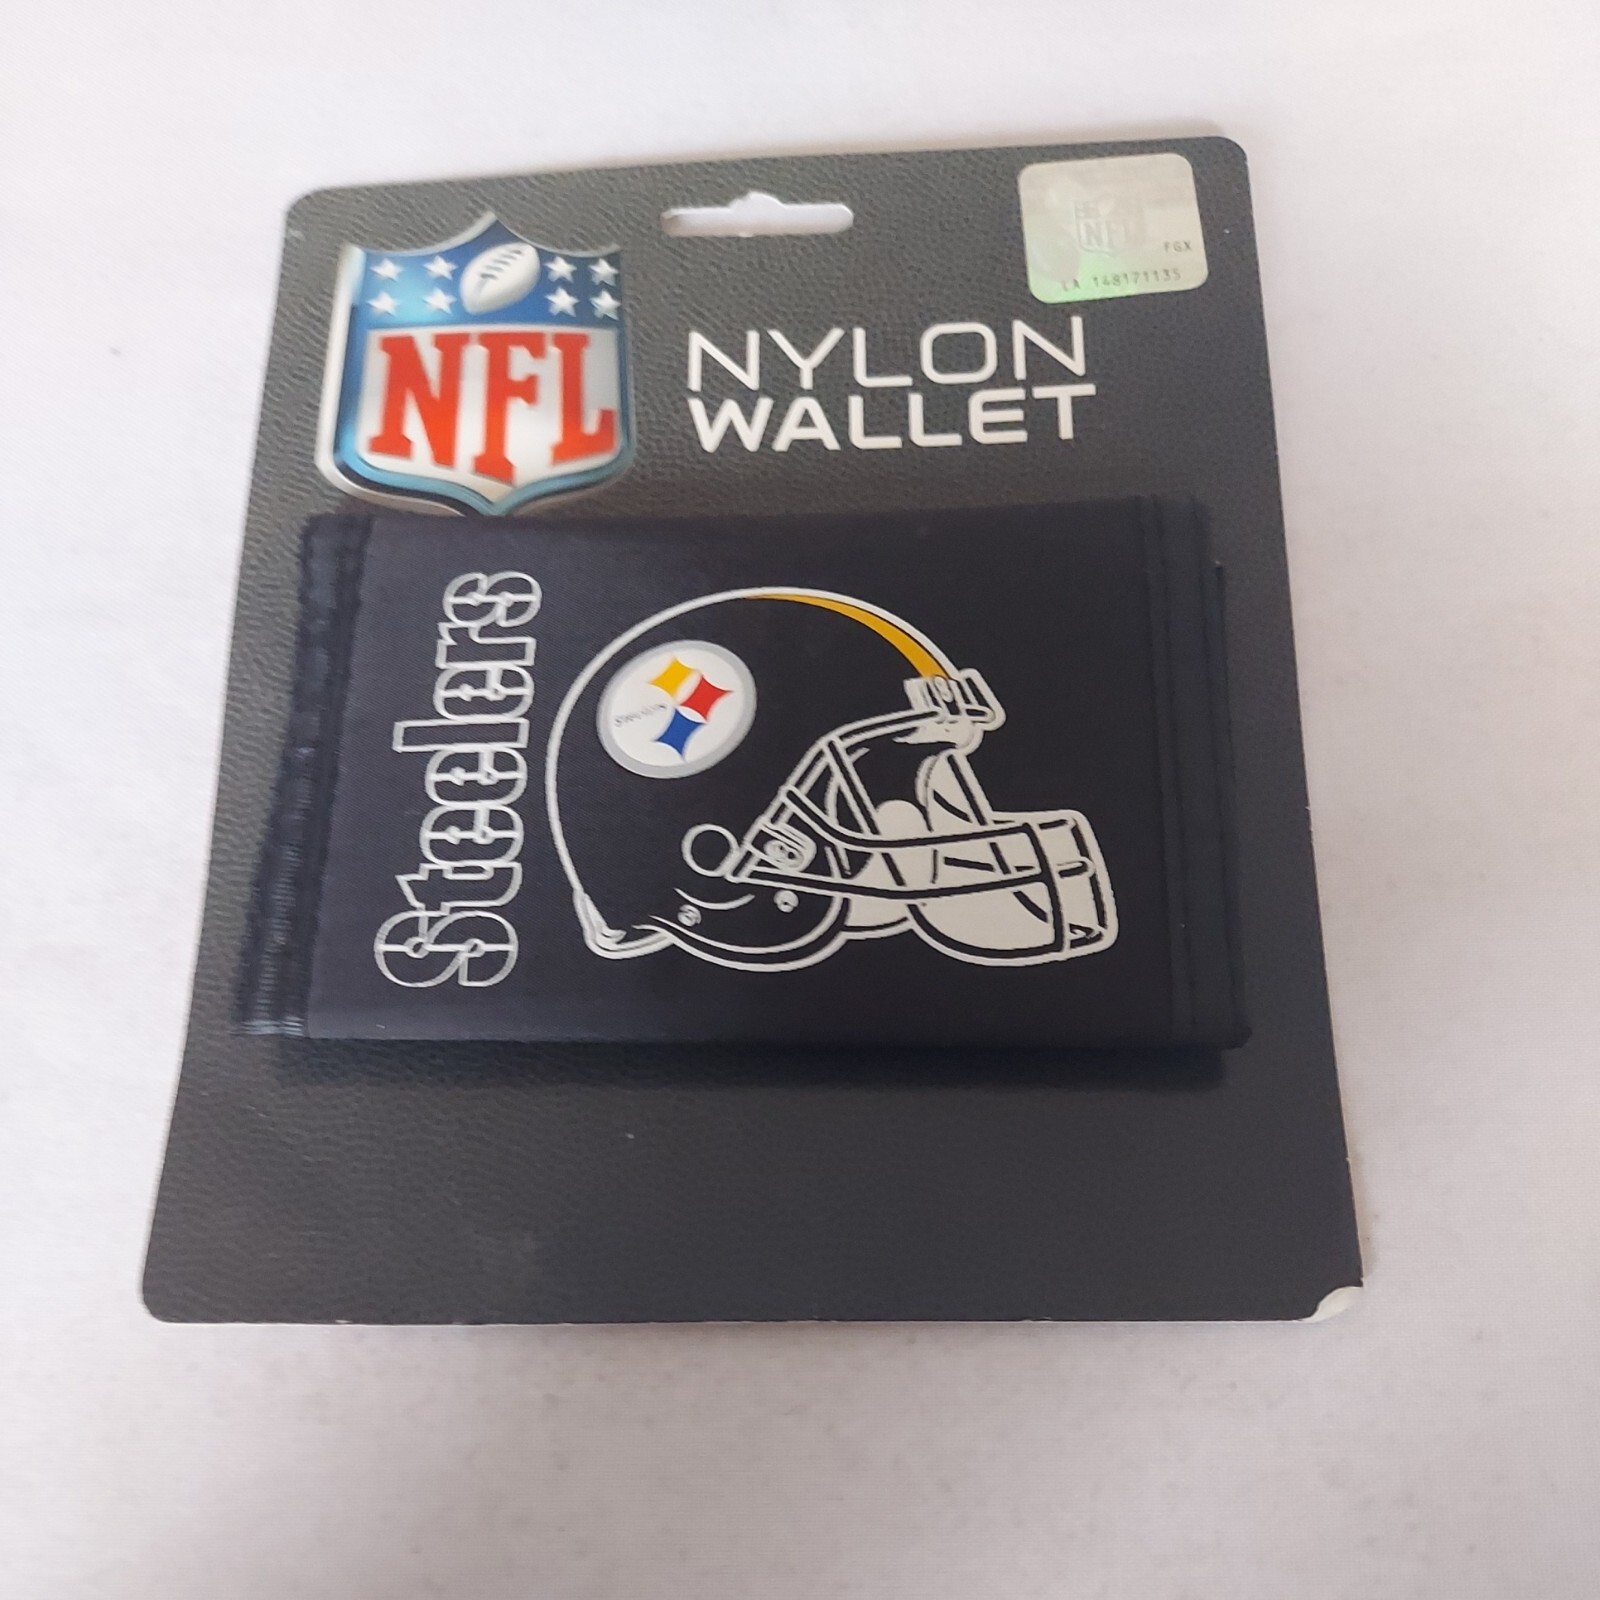 NFL
NYLON
WALLET
NFL
FGX
LA 148171135
Steelers